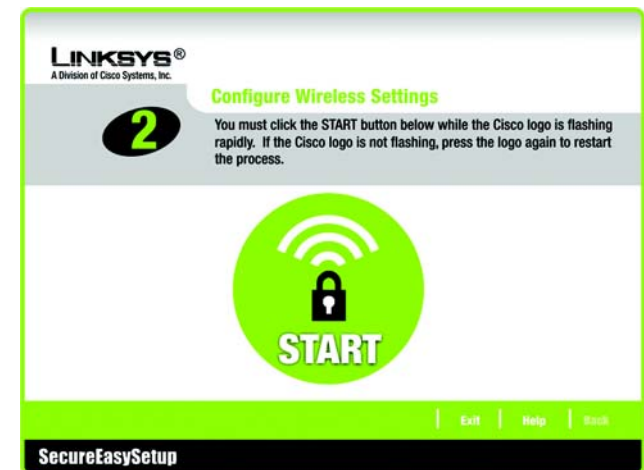 LINKSYS®
A Division of Cisco Systems, Inc.
Configure Wireless Settings
2
You must click the START button below while the Cisco logo is flashing
rapidly. If the Cisco logo is not flashing, press the logo again to restart
the process.
START
Exit Help Back
SecureEasySetup